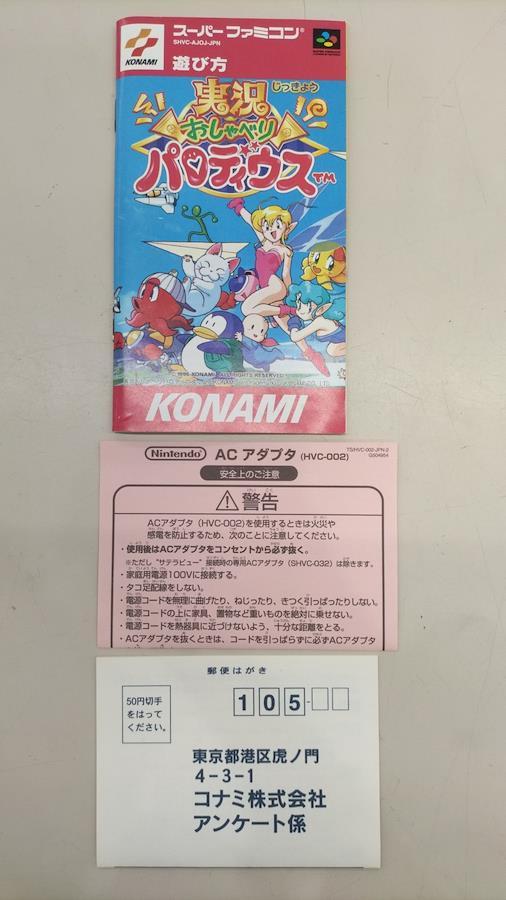 KONAMI
スーパーファミコン®
SHVC-AJOJ-JPN
遊び方
実況
じっきょう
おしゃべり
パロディウス
TM
1995 KONAMI ALL RIGHTS RESERVED
KONAMI
TS/HVC-002-JPN-2
G504954
Nintendo ACアダプタ(HVC-002)
安全上のご注意
警告
ACアダプタ(HVC-002)を使用するときは火災や
感電を防止するため、次のことに注意してください。
・使用後はACアダプタをコンセントから必ず抜く。
※ただし"サテラビュー"接続時の専用ACアダプタ(SHVC-032)は除きます。
・家庭用電源100Vに接続する。
・タコ足配線をしない。
・電源コードを無理に曲げたり、ねじったり、きつく引っぱったりしない。
・電源コードの上に家具、置物など重いものを絶対に乗せない。
・電源コードを熱器具に近づけないよう、十分な距離をとる。
・ACアダプタを抜くときは、コードを引っぱらずに必ずACアダプタ
郵便はがき
50円切手
をはって
ください。
105-
東京都港区虎ノ門
4-3-1
コナミ株式会社
アンケート係